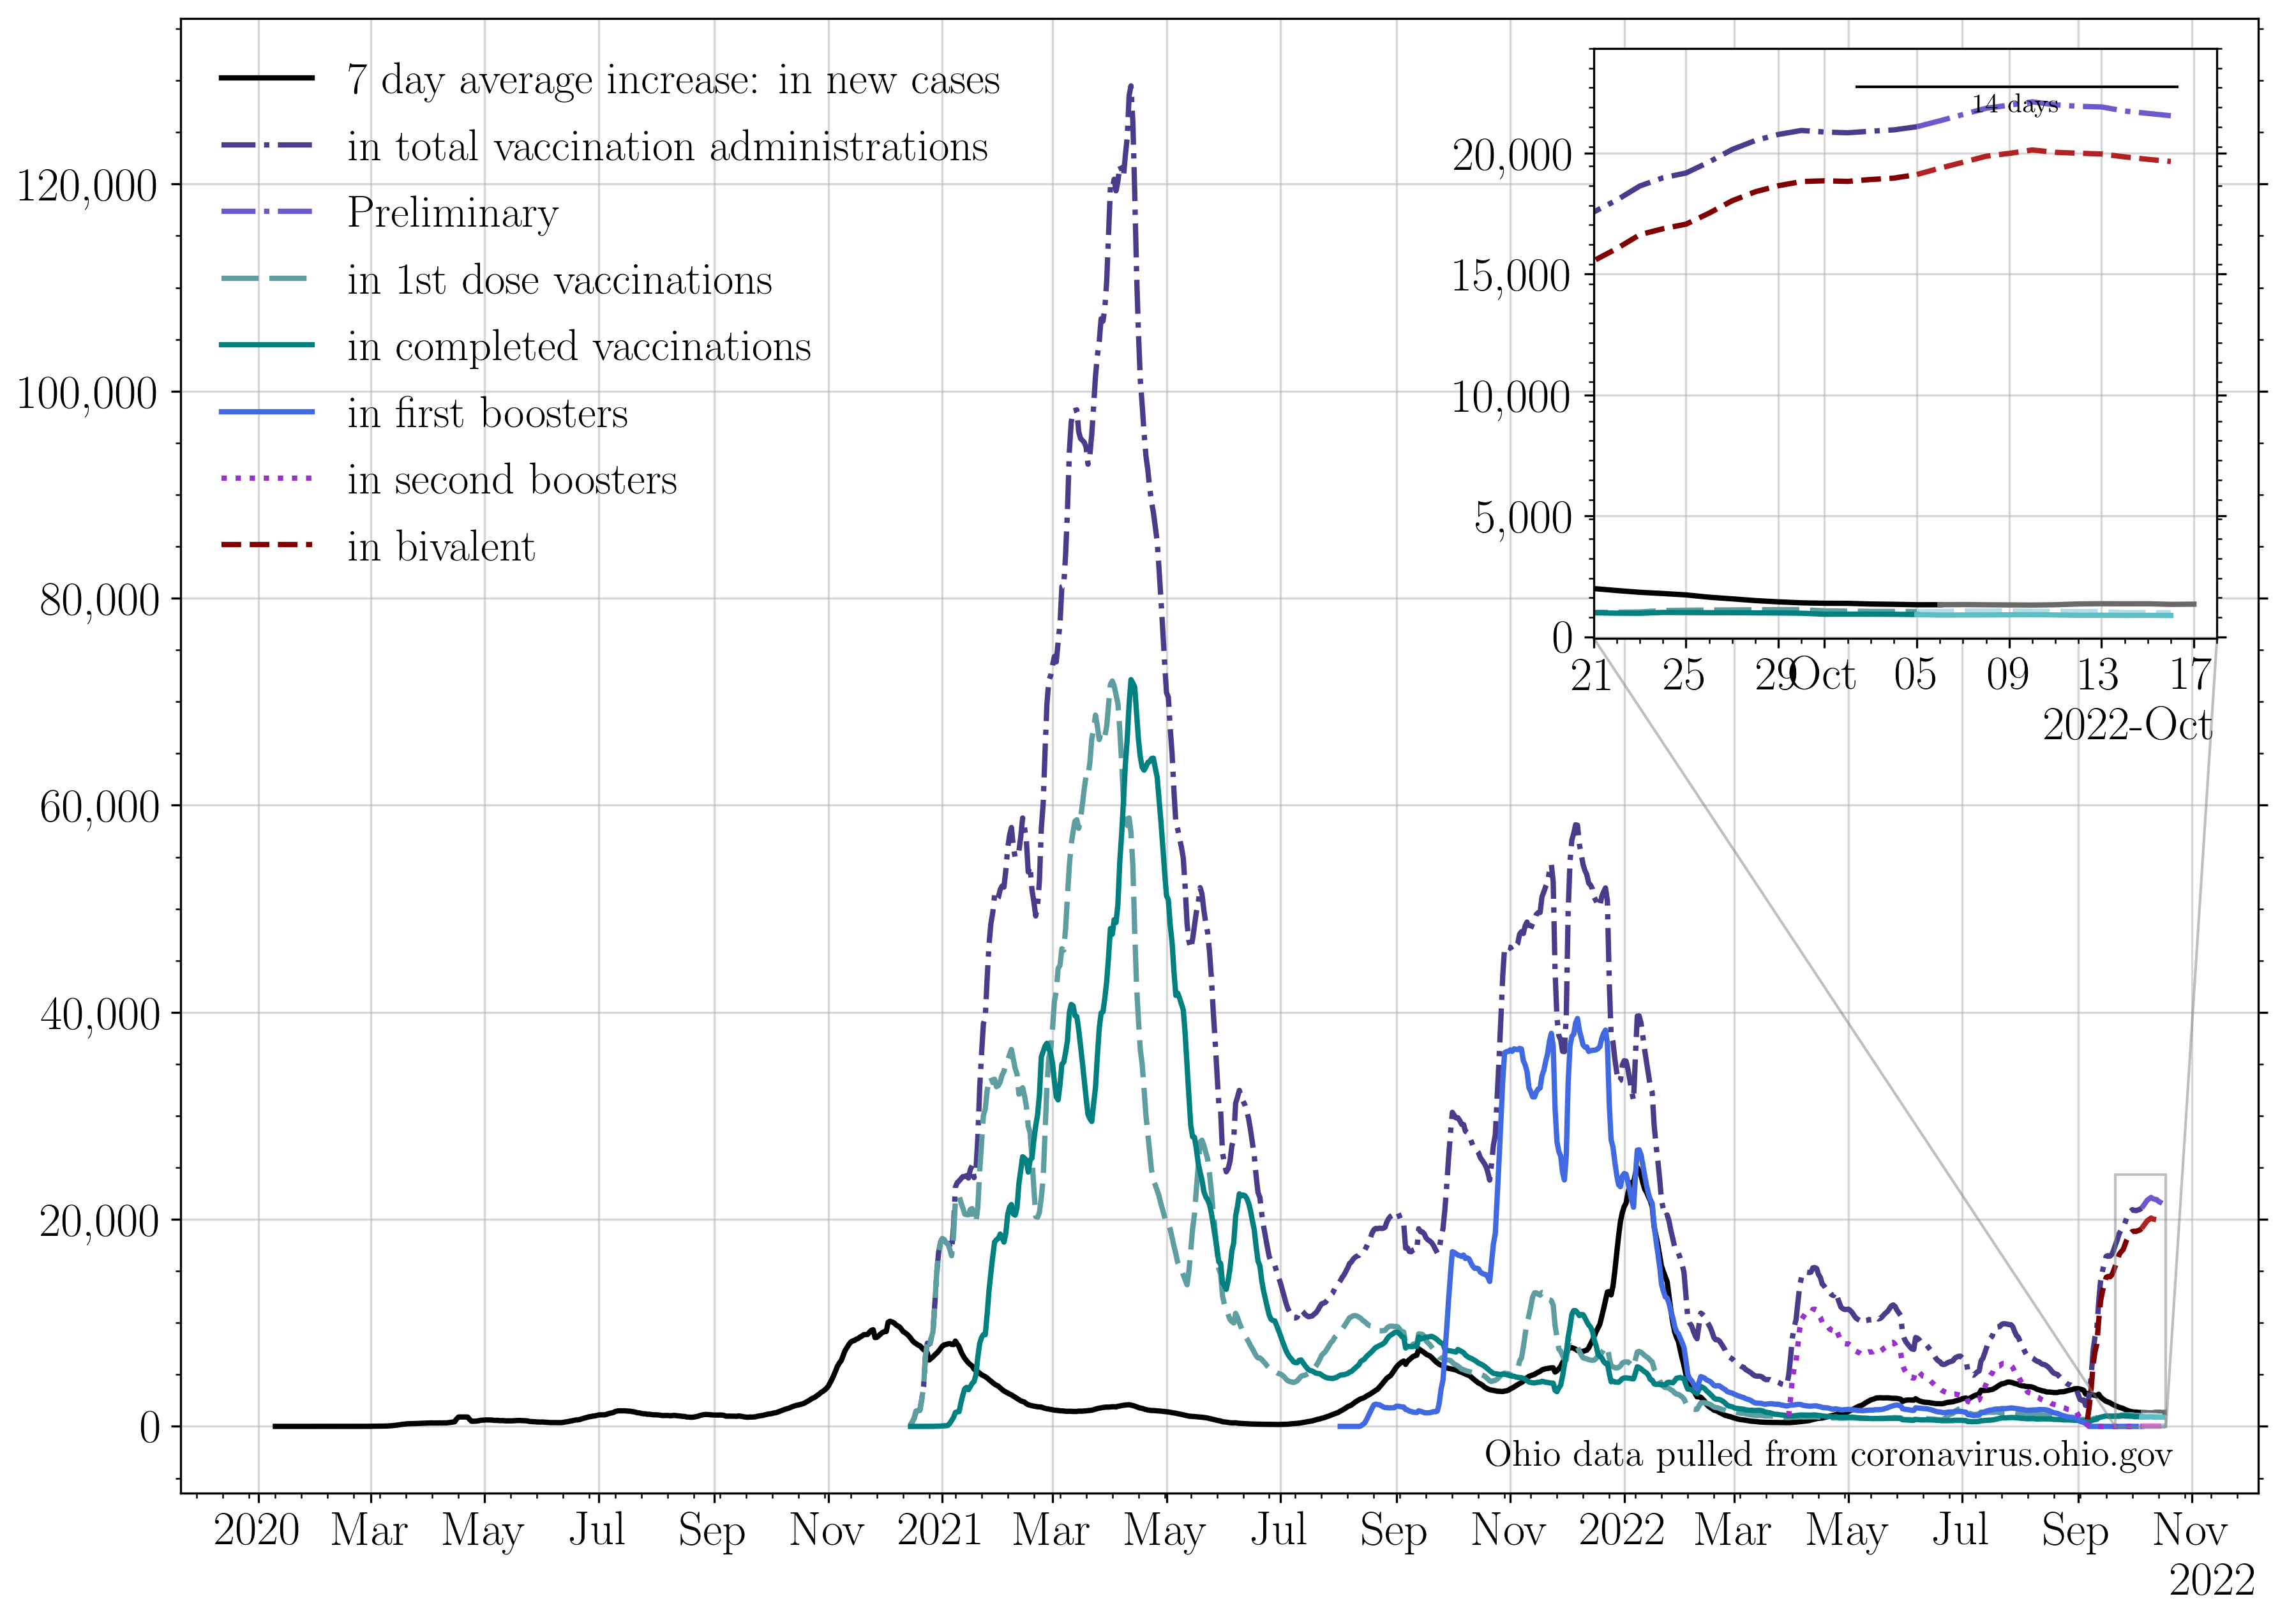 7 day average increase: in new cases
in total vaccination administrations
Preliminary
in 1st dose vaccinations
in completed vaccinations
in first boosters
in second boosters
in bivalent
120,000
100,000
80,000
60,000
40,000
20,000
0
14 days
20,000
15,000
10,000
5,000
0
21 25 29 Oct 05 09 13 17
2022-Oct
Ohio data pulled from coronavirus.ohio.gov
2020 Mar May Jul Sep Nov 2021 Mar May Jul Sep Nov 2022 Mar May Jul Sep Nov
2022